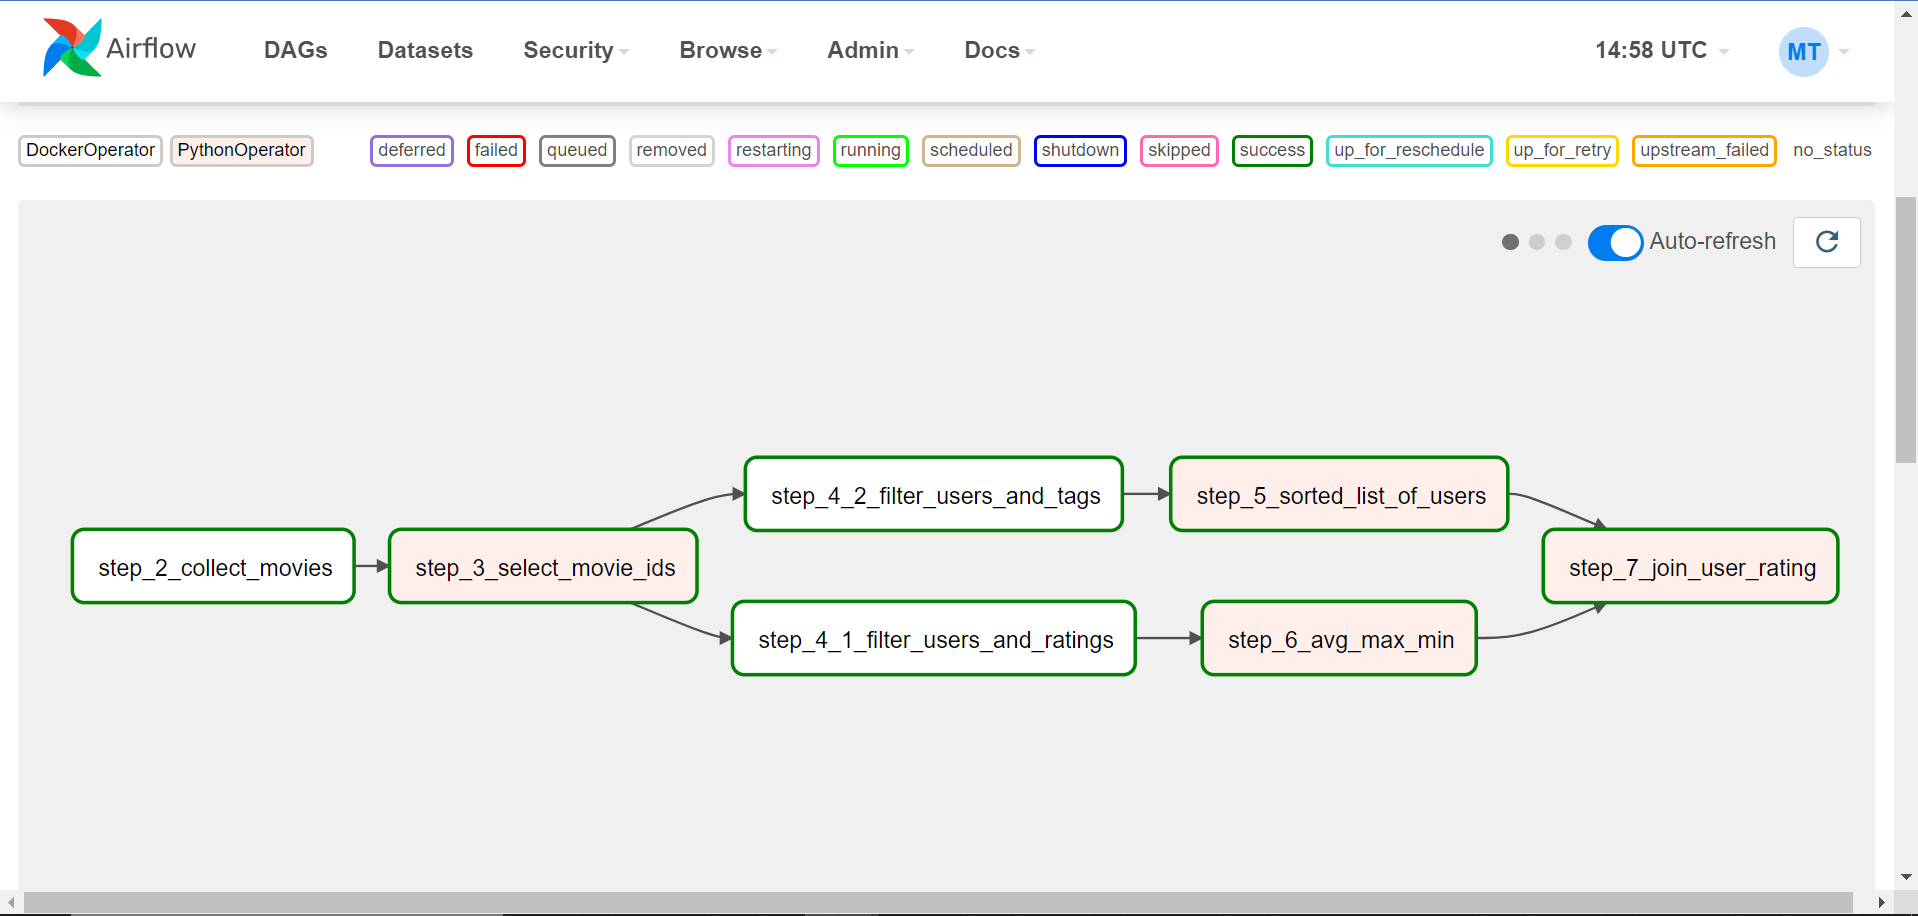 Airflow DAGs Datasets Security Browse Admin Docs 14:58 UTC MT
DockerOperator PythonOperator deferred failed queued removed restarting running scheduled shutdown skipped success up_for_reschedule up_for_retry upstream_failed no_status
Auto-refresh
step_4_2_filter_users_and_tags step_5_sorted_list_of_users
step_2_collect_movies step_3_select_movie_ids step_7_join_user_rating
step_4_1_filter_users_and_ratings step_6_avg_max_min